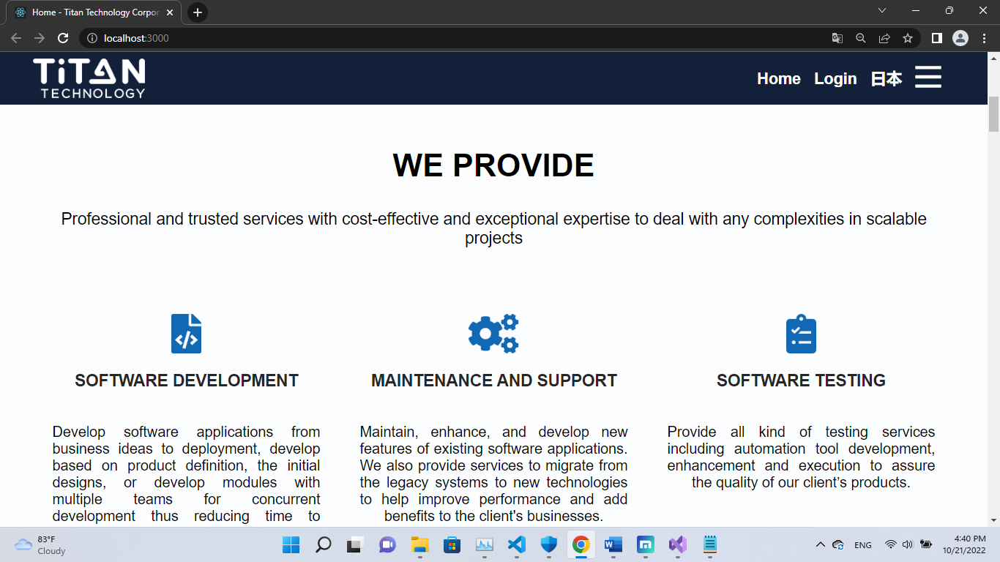 Home - Titan Technology Corpor
localhost:3000
TiTAN
TECHNOLOGY
Home Login 日本
WE PROVIDE
Professional and trusted services with cost-effective and exceptional expertise to deal with any complexities in scalable
projects
</>
SOFTWARE DEVELOPMENT
Develop software applications from
business ideas to deployment, develop
based on product definition, the initial
designs, or develop modules with
multiple teams for concurrent
development thus reducing time to
MAINTENANCE AND SUPPORT
Maintain, enhance, and develop new
features of existing software applications.
We also provide services to migrate from
the legacy systems to new technologies
to help improve performance and add
benefits to the client's businesses.
SOFTWARE TESTING
Provide all kind of testing services
including automation tool development,
enhancement and execution to assure
the quality of our client’s products.
83°F
Cloudy
ENG
4:40 PM
10/21/2022